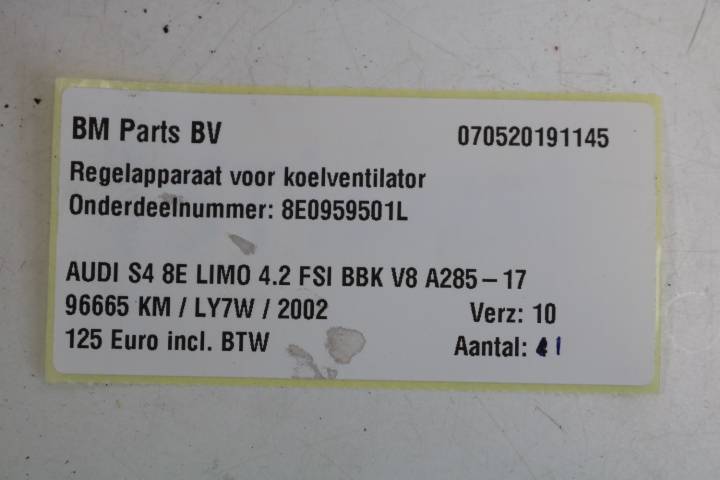 BM Parts BV 070520191145
Regelapparaat voor koelventilator
Onderdeelnummer: 8E0959501L
AUDI S4 8E LIMO 4.2 FSI BBK V8 A285-17
96665 KM / LY7W / 2002 Verz: 10
125 Euro incl. BTW Aantal: 1